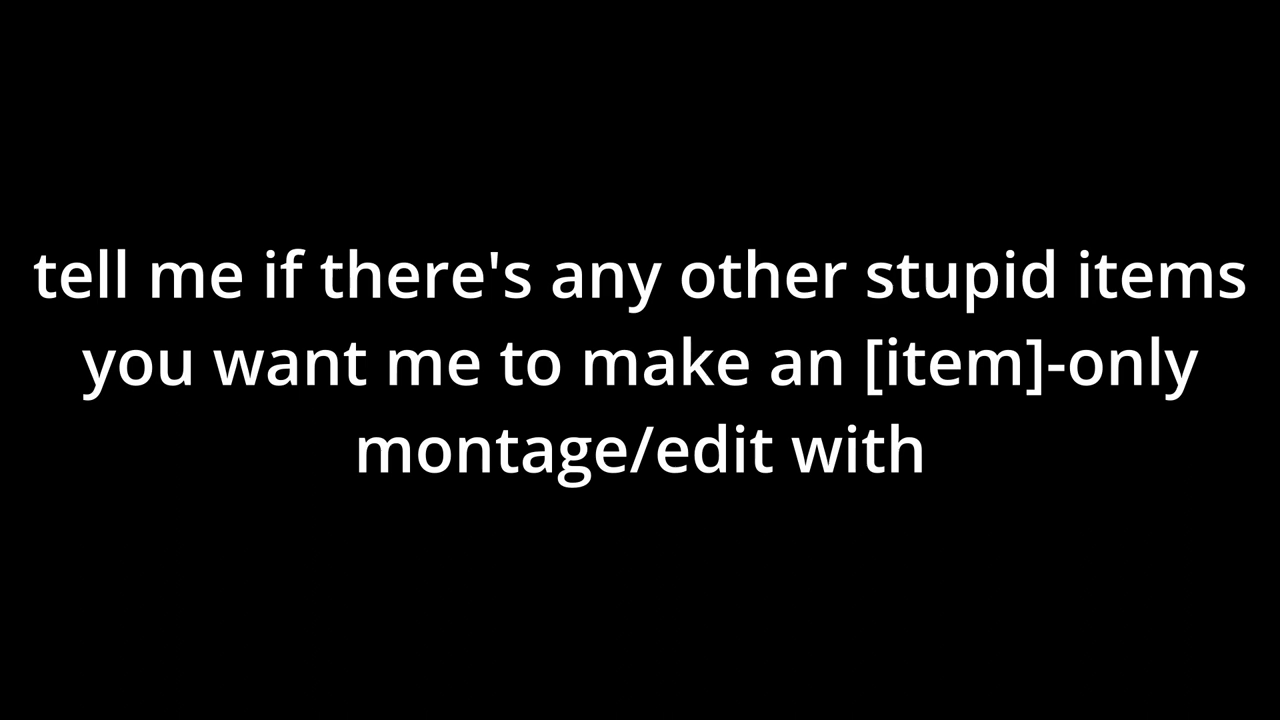 tell me if there's any other stupid items
you want me to make an [item]-only
montage/edit with